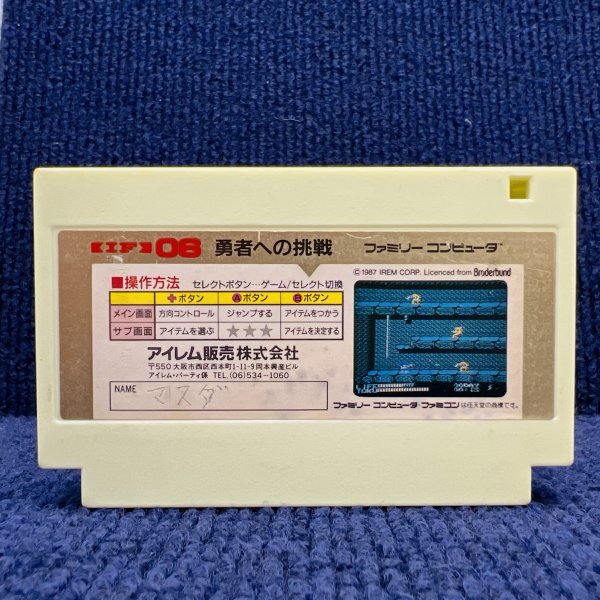 IF 06 勇者への挑戦 ファミリー コンピュータ™
■操作方法 セレクトボタン…ゲーム/セレクト切換
✚ボタン Ⓐボタン Ⓑボタン
メイン画面 方向コントロール ジャンプする アイテムをつかう
サブ画面 アイテムを選ぶ ★★★ アイテムを決定する
アイレム販売株式会社
〒550 大阪市西区西本町1-11-9岡本興産ビル
アイレム・パーティ係 TEL(06)534-1060
NAME マスダ
© 1987 IREM CORP. Licenced from Brøderbund
LIFE
ファミリー コンピュータ・ファミコンは任天堂の商標です。